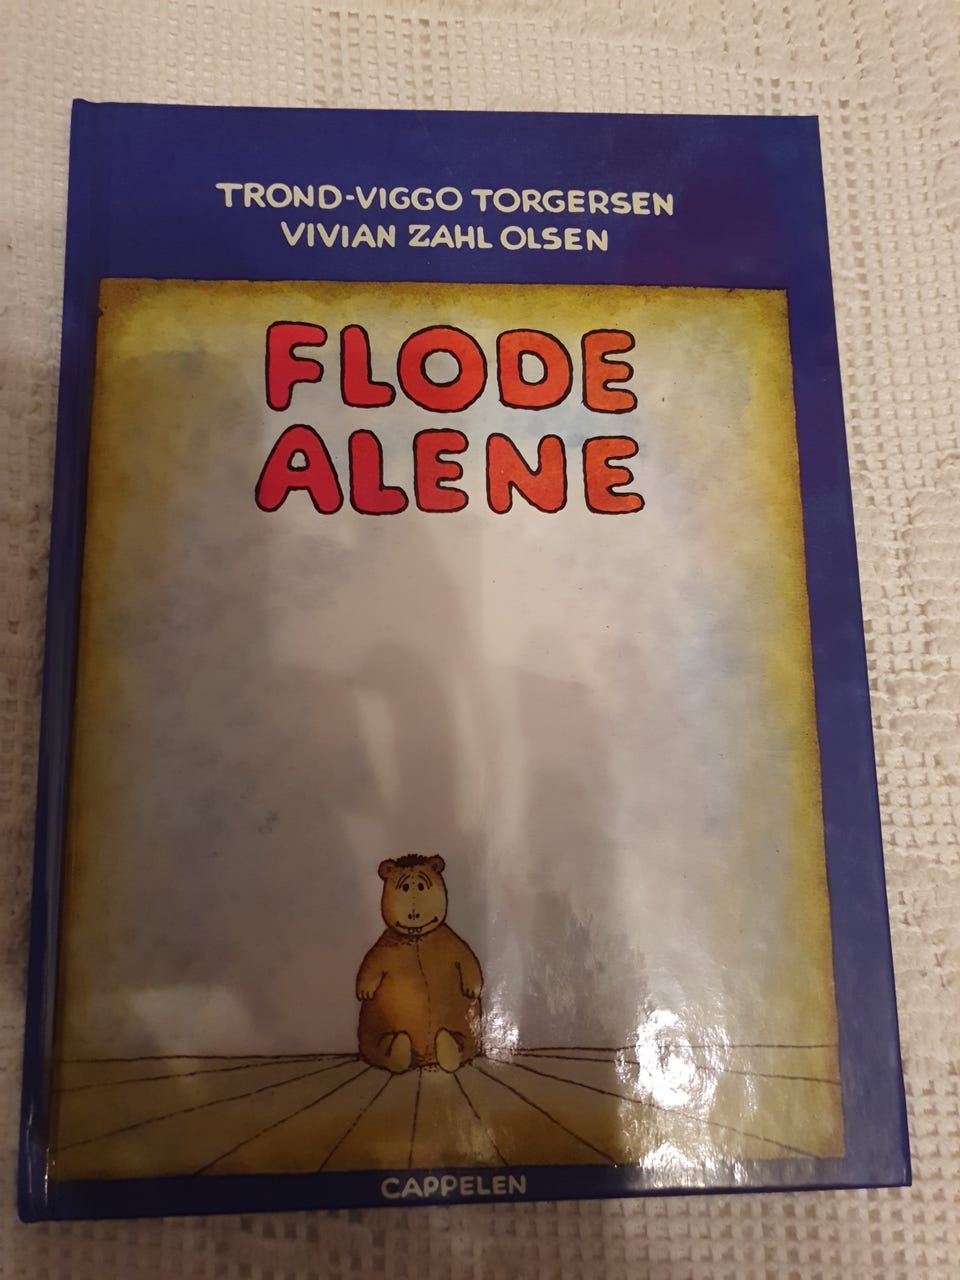 TROND-VIGGO TORGERSEN
VIVIAN ZAHL OLSEN
FLODE
ALENE
CAPPELEN